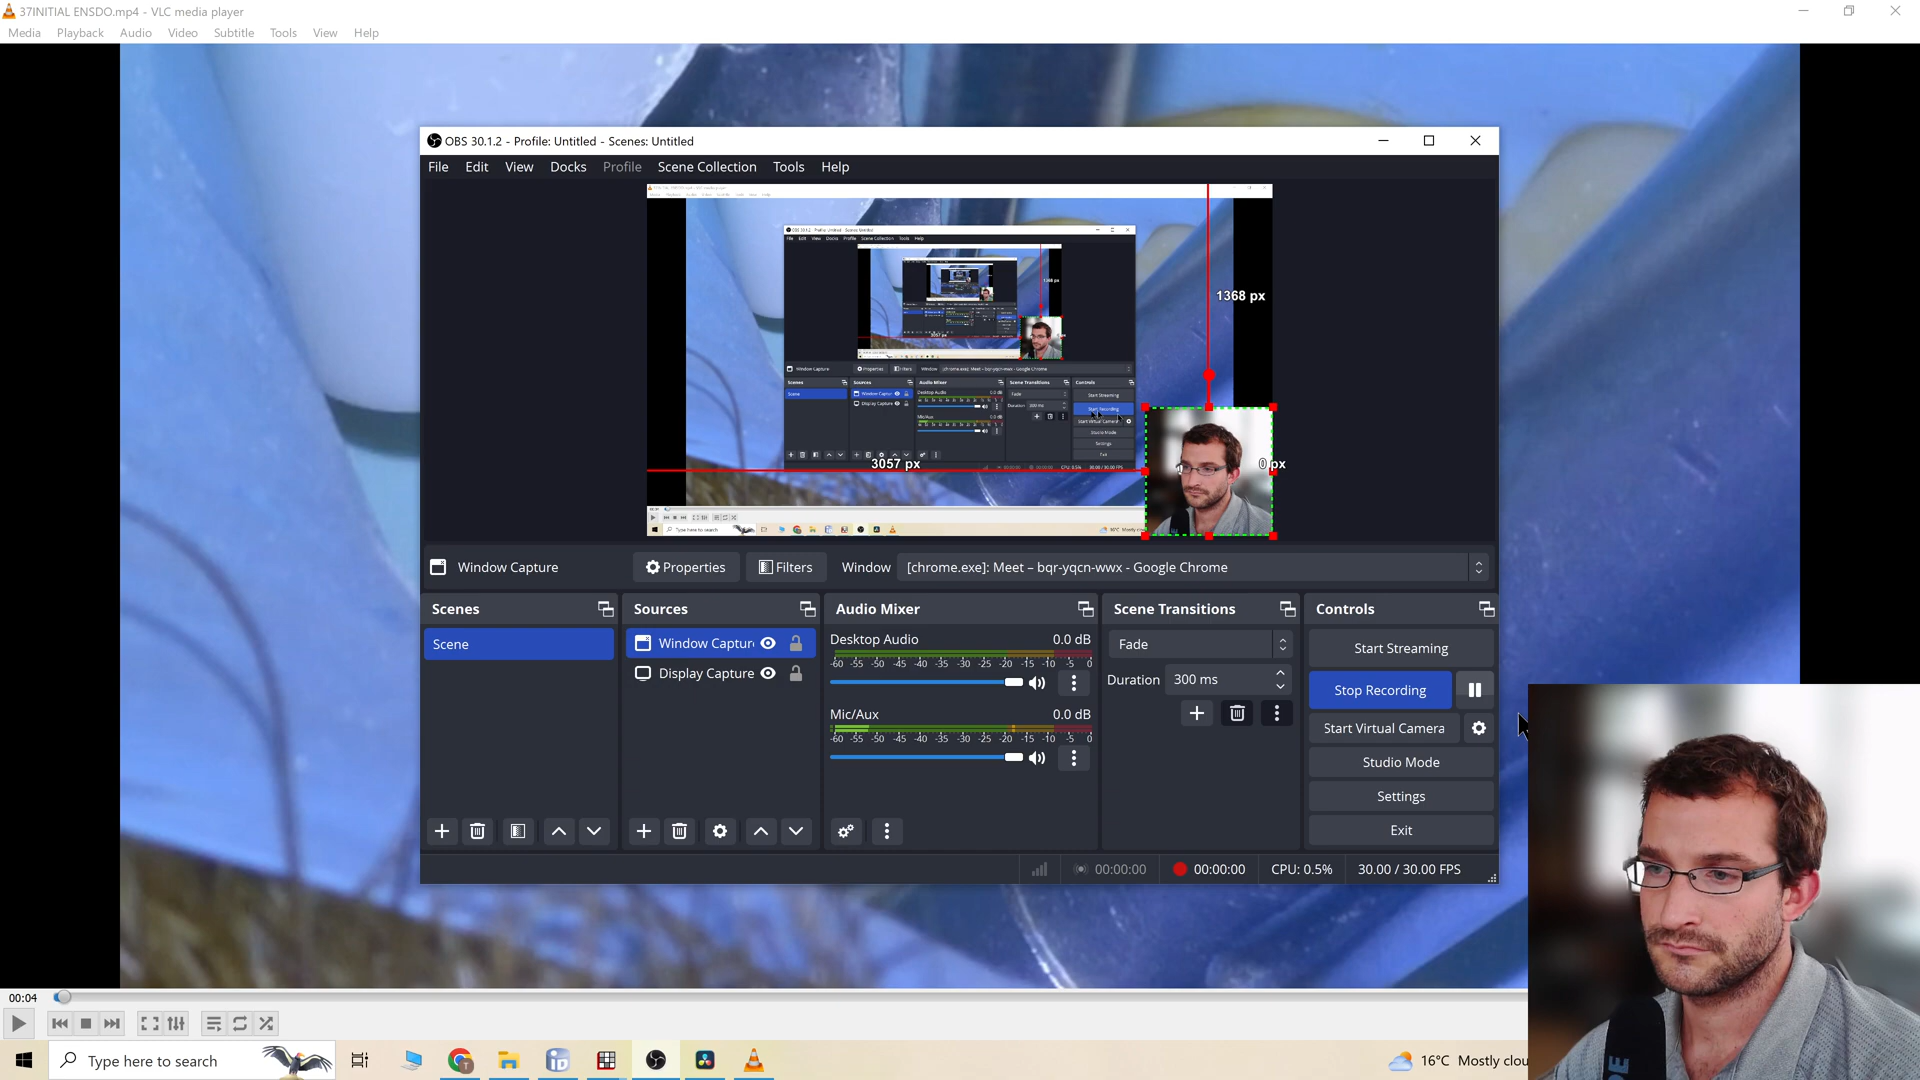 37INITIAL ENSDO.mp4 - VLC media player
Media Playback Audio Video Subtitle Tools View Help
OBS 30.1.2 - Profile: Untitled - Scenes: Untitled
File Edit View Docks Profile Scene Collection Tools Help
1368 px
3057 px
0 px
Window Capture Properties Filters Window [chrome.exe]: Meet – bqr-yqcn-wwx - Google Chrome
Scenes
Scene
Sources
Window Captur
Display Capture
Audio Mixer
Desktop Audio 0.0 dB
-60 -55 -50 -45 -40 -35 -30 -25 -20 -15 -10 -5 0
Mic/Aux 0.0 dB
-60 -55 -50 -45 -40 -35 -30 -25 -20 -15 -10 -5 0
Scene Transitions
Fade
Duration 300 ms
Controls
Start Streaming
Stop Recording
Start Virtual Camera
Studio Mode
Settings
Exit
00:00:00 00:00:00 CPU: 0.5% 30.00 / 30.00 FPS
00:04
Type here to search
16°C Mostly clou